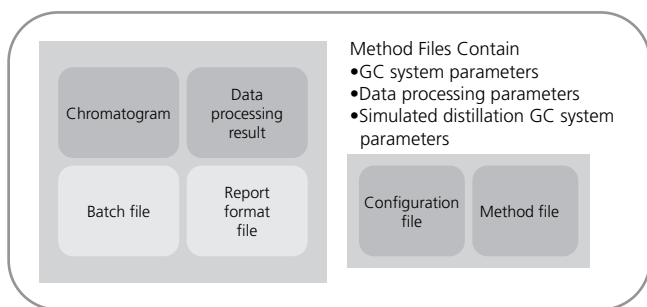 Chromatogram
Data
processing
result
Batch file
Report
format
file
Method Files Contain
•GC system parameters
•Data processing parameters
•Simulated distillation GC system
parameters
Configuration
file
Method file